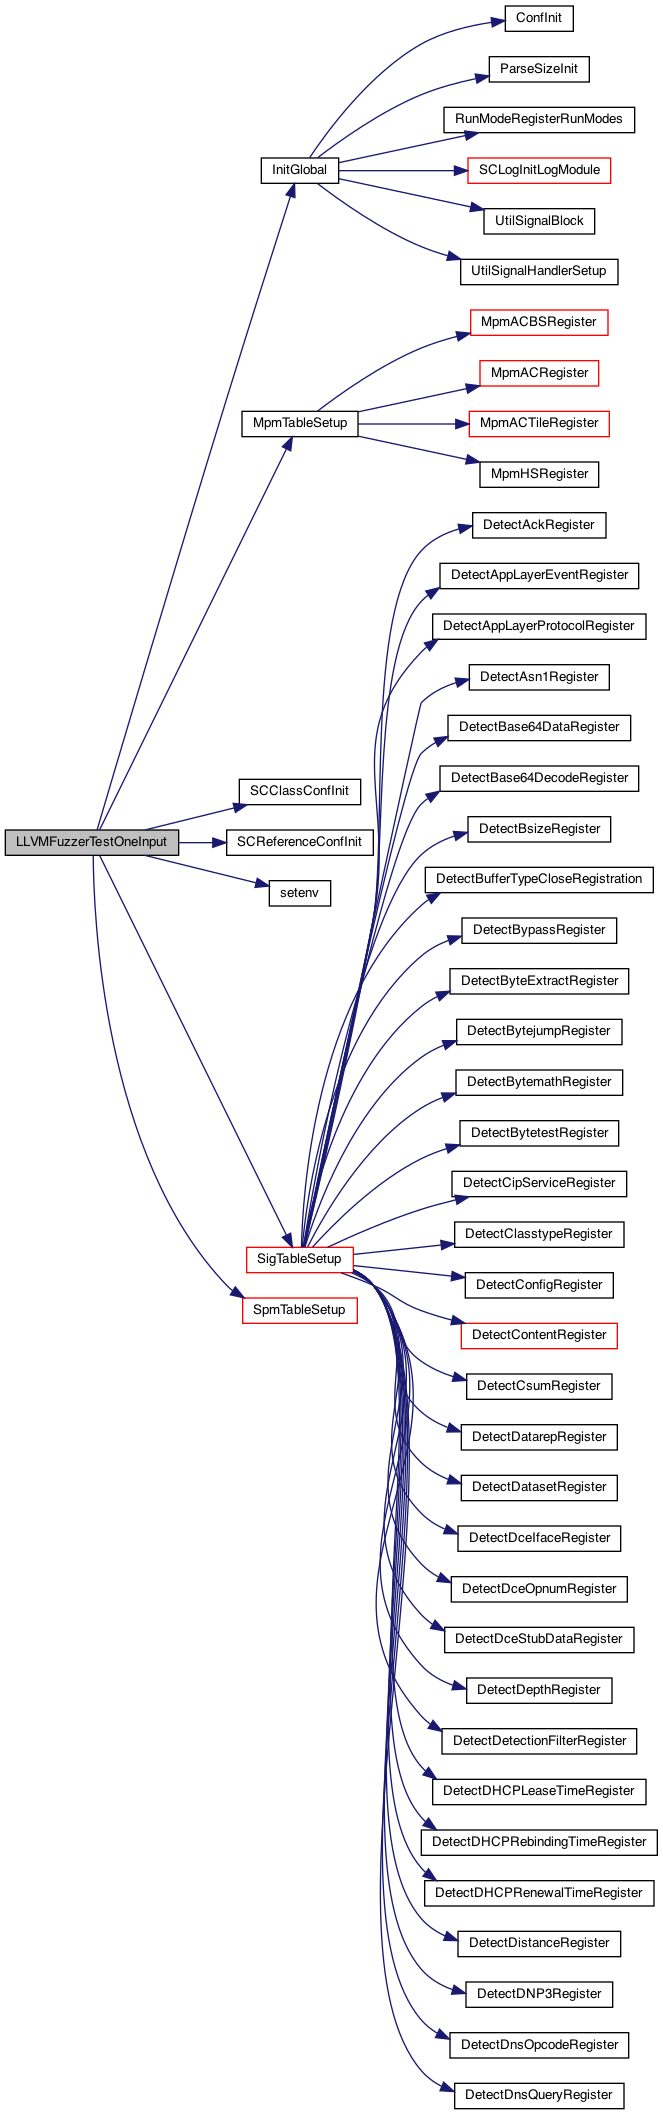 ConfInit
ParseSizeInit
RunModeRegisterRunModes
InitGlobal
SCLogInitLogModule
UtilSignalBlock
UtilSignalHandlerSetup
MpmACBSRegister
MpmACRegister
MpmTableSetup
MpmACTileRegister
MpmHSRegister
DetectAckRegister
DetectAppLayerEventRegister
DetectAppLayerProtocolRegister
DetectAsn1Register
DetectBase64DataRegister
DetectBase64DecodeRegister
SCClassConfInit
DetectBsizeRegister
LLVMFuzzerTestOneInput
SCReferenceConfInit
DetectBufferTypeCloseRegistration
setenv
DetectBypassRegister
DetectByteExtractRegister
DetectBytejumpRegister
DetectBytemathRegister
DetectBytetestRegister
DetectCipServiceRegister
DetectClasstypeRegister
SigTableSetup
DetectConfigRegister
SpmTableSetup
DetectContentRegister
DetectCsumRegister
DetectDatarepRegister
DetectDatasetRegister
DetectDceIfaceRegister
DetectDceOpnumRegister
DetectDceStubDataRegister
DetectDepthRegister
DetectDetectionFilterRegister
DetectDHCPLeaseTimeRegister
DetectDHCPRebindingTimeRegister
DetectDHCPRenewalTimeRegister
DetectDistanceRegister
DetectDNP3Register
DetectDnsOpcodeRegister
DetectDnsQueryRegister